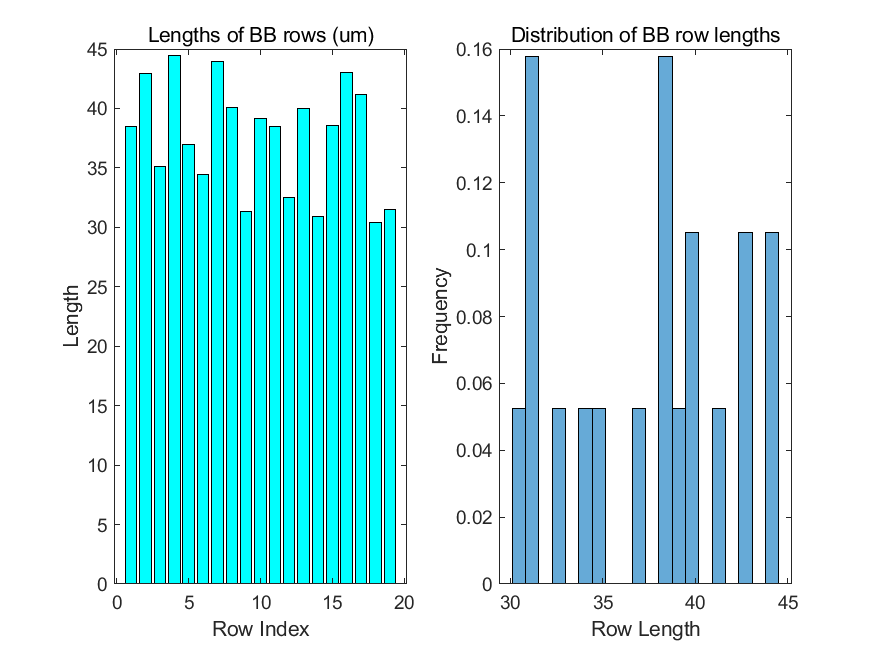 Lengths of BB rows (um)
45
40
35
30
25
20
15
10
5
0
Length
0 5 10 15 20
Row Index
Distribution of BB row lengths
0.16
0.14
0.12
0.1
0.08
0.06
0.04
0.02
0
Frequency
30 35 40 45
Row Length